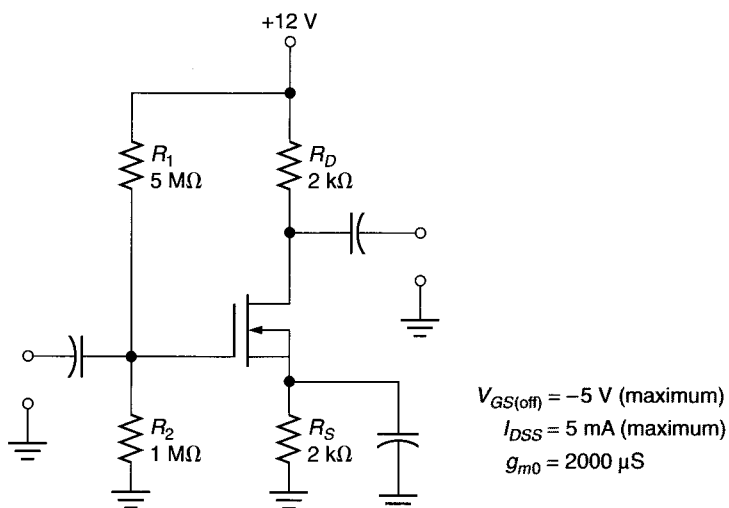 +12 V
R1
5 MΩ
RD
2 kΩ
R2
1 MΩ
RS
2 kΩ
VGS(off) = −5 V (maximum)
IDSS = 5 mA (maximum)
gm0 = 2000 μS